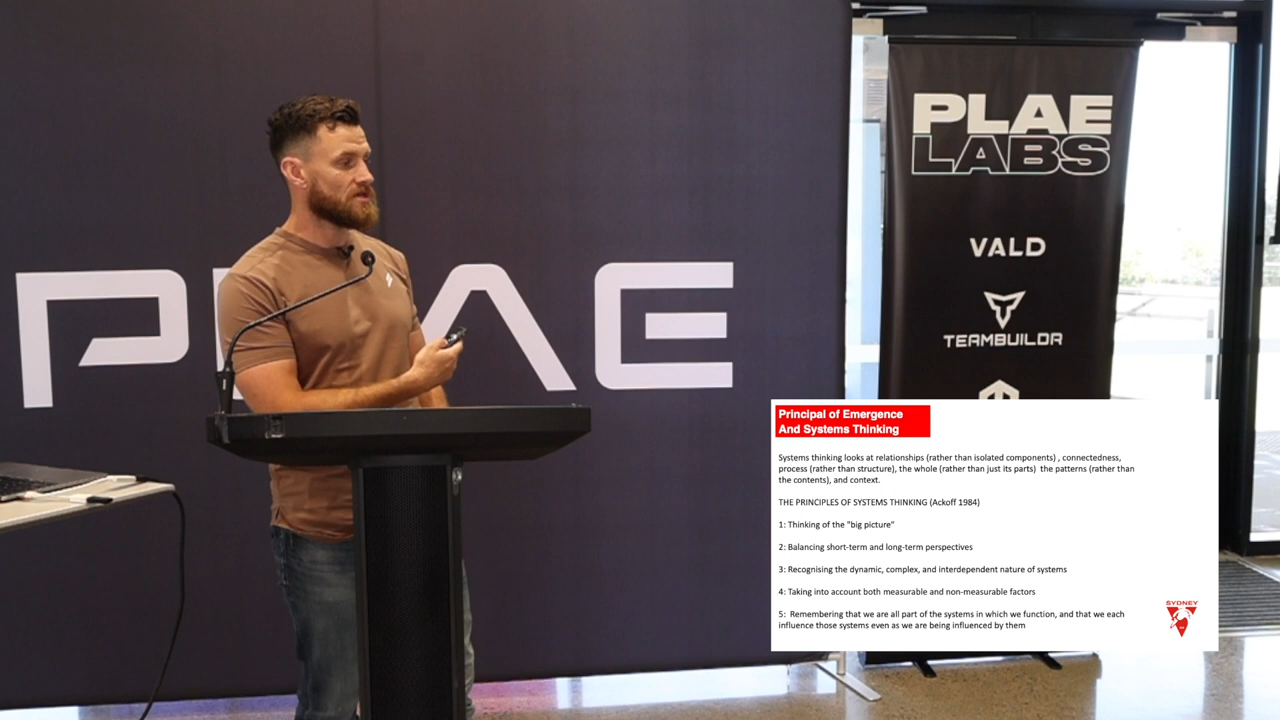 PLAE
PLAE
LABS
VALD
TEAMBUILDR
Principal of Emergence
And Systems Thinking
Systems thinking looks at relationships (rather than isolated components) , connectedness,
process (rather than structure), the whole (rather than just its parts)  the patterns (rather than
the contents), and context.
THE PRINCIPLES OF SYSTEMS THINKING (Ackoff 1984)
1: Thinking of the "big picture"
2: Balancing short-term and long-term perspectives
3: Recognising the dynamic, complex, and interdependent nature of systems
4: Taking into account both measurable and non-measurable factors
5:  Remembering that we are all part of the systems in which we function, and that we each
influence those systems even as we are being influenced by them
SYDNEY